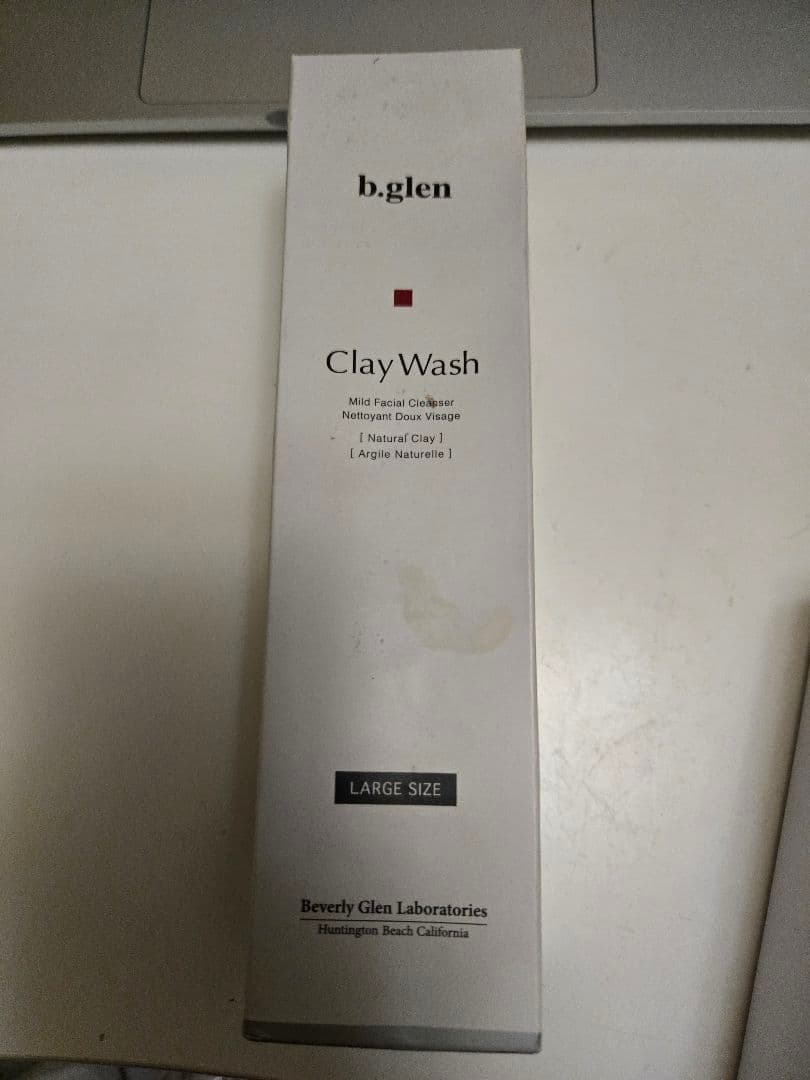 b.glen
Clay Wash
Mild Facial Cleanser
Nettoyant Doux Visage
[ Natural Clay ]
[ Argile Naturelle ]
LARGE SIZE
Beverly Glen Laboratories
Huntington Beach California